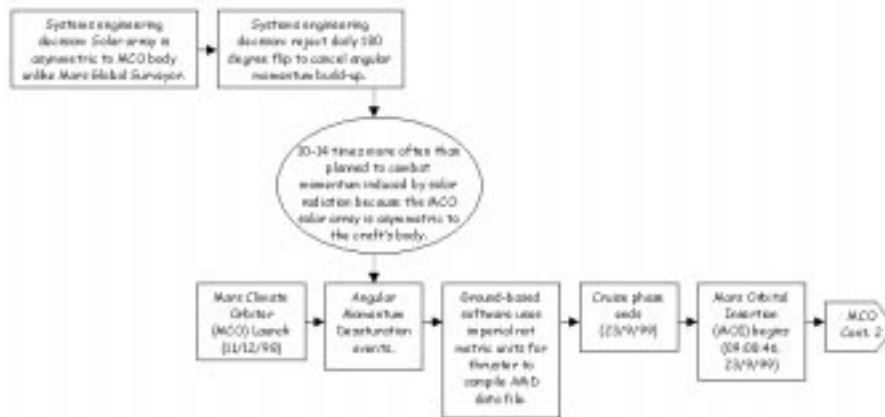 Systems engineering
decision: Solar array is
asymmetric to MCO body
unlike Mars Global Surveyor.
Systems engineering
decision: reject daily 180
degree flip to cancel angular
momentum build-up.
10-14 times more often than
planned to combat
momentum induced by solar
radiation because the MCO
solar array is asymmetric to
the craft's body.
Mars Climate
Orbiter
(MCO) Launch
(11/12/98)
Angular
Momentum
Desaturation
events.
Ground-based
software uses
imperial not
metric units for
thruster to
compile AMD
data file.
Cruise phase
ends
(23/9/99)
Mars Orbital
Insertion
(MOI) begins
(09:00:46,
23/9/99)
MCO
Cont. 2